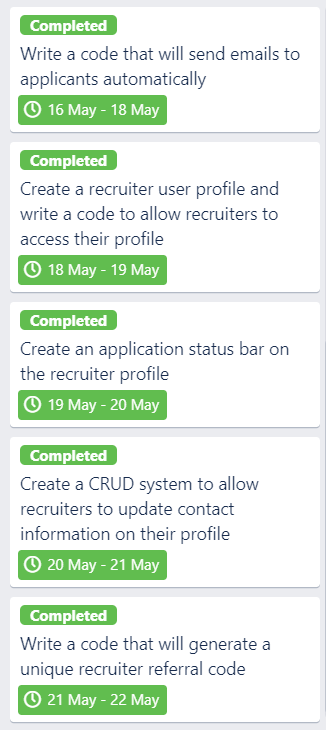 Completed
Write a code that will send emails to
applicants automatically
16 May - 18 May
Completed
Create a recruiter user profile and
write a code to allow recruiters to
access their profile
18 May - 19 May
Completed
Create an application status bar on
the recruiter profile
19 May - 20 May
Completed
Create a CRUD system to allow
recruiters to update contact
information on their profile
20 May - 21 May
Completed
Write a code that will generate a
unique recruiter referral code
21 May - 22 May